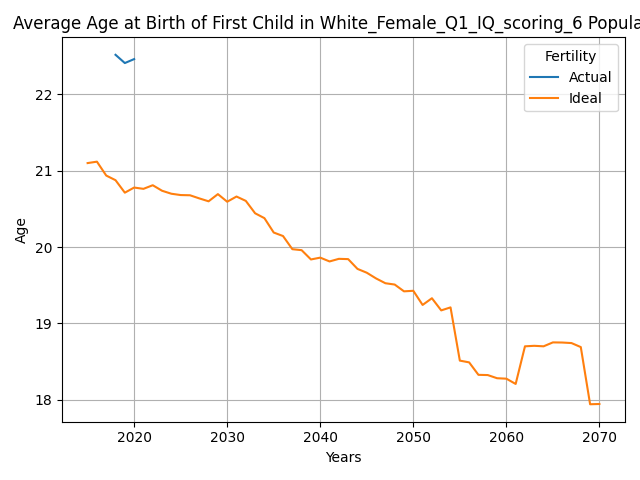 Average Age at Birth of First Child in White_Female_Q1_IQ_scoring_6 Popula
Fertility
Actual
Ideal
22
21
20
19
18
Age
2020 2030 2040 2050 2060 2070
Years